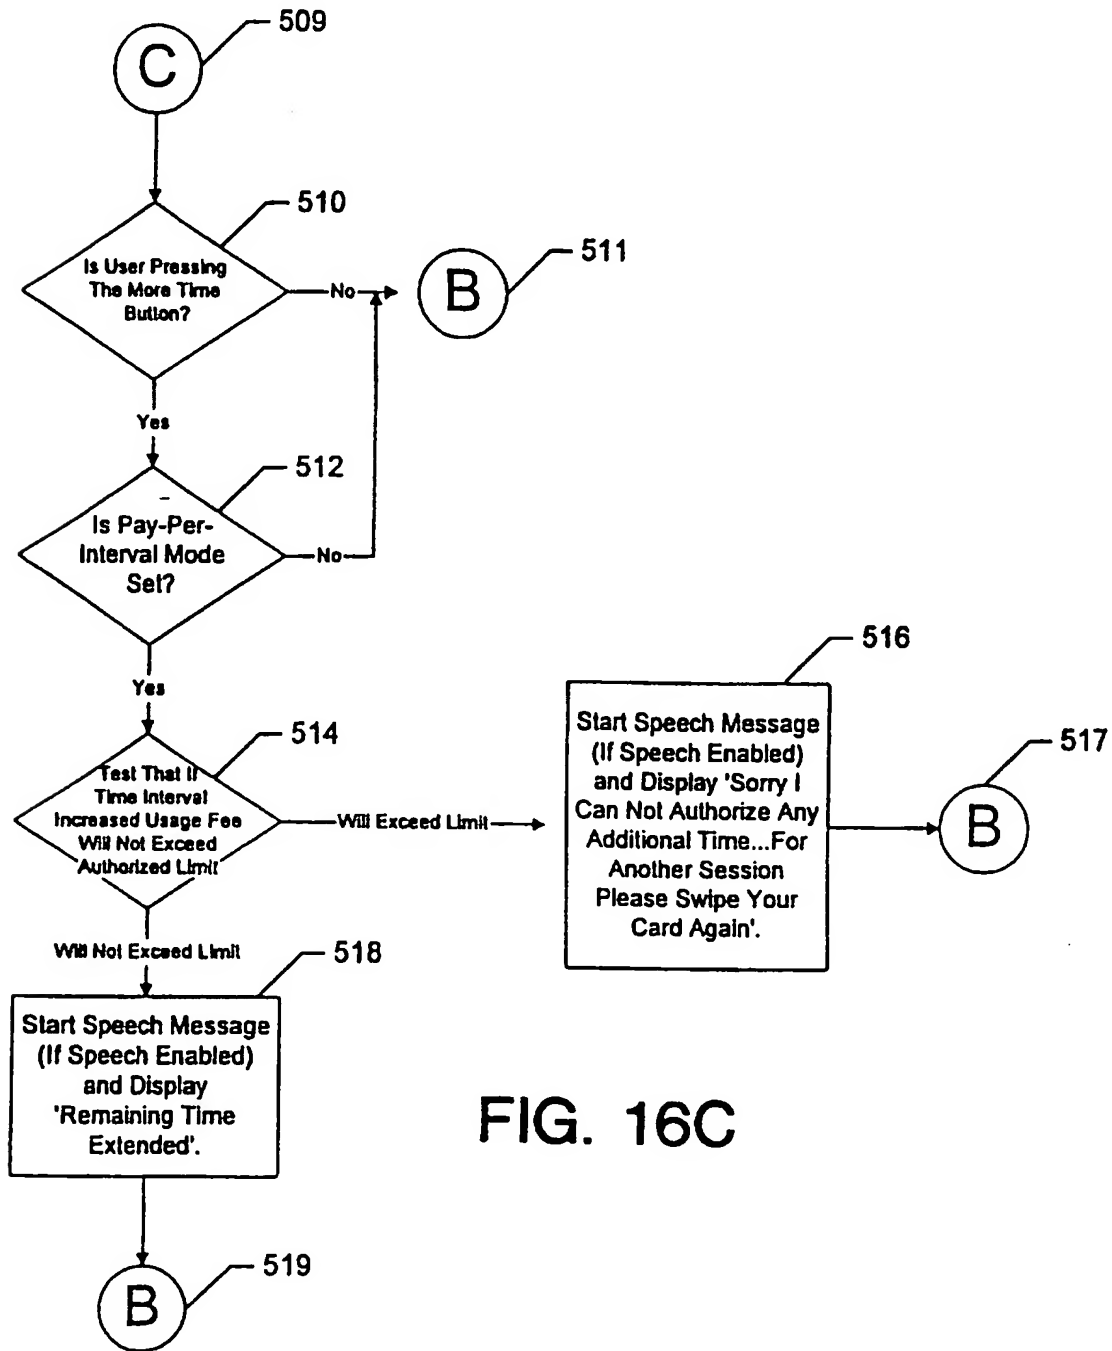 C
509
510
Is User Pressing
The More Time
Button?
No
B
511
Yes
512
Is Pay-Per-
Interval Mode
Set?
No
Yes
514
Test That If
Time Interval
Increased Usage Fee
Will Not Exceed
Authorized Limit
Will Exceed Limit
516
Start Speech Message
(If Speech Enabled)
and Display 'Sorry I
Can Not Authorize Any
Additional Time...For
Another Session
Please Swipe Your
Card Again'.
517
B
Will Not Exceed Limit
518
Start Speech Message
(If Speech Enabled)
and Display
'Remaining Time
Extended'.
FIG. 16C
B
519